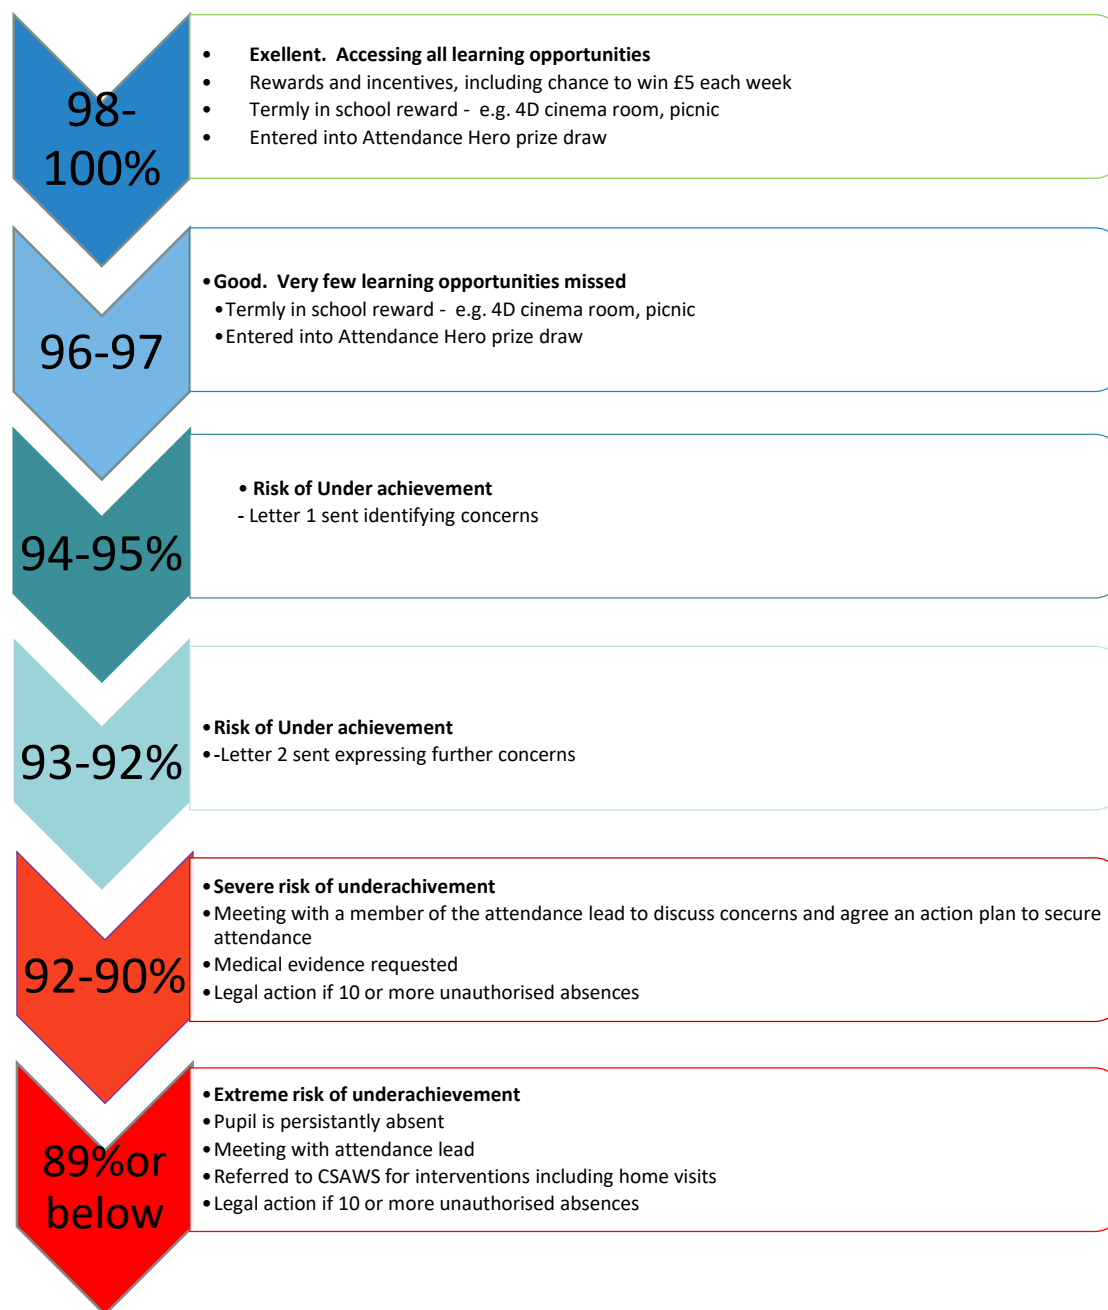 98-
100%
• Exellent.  Accessing all learning opportunities
• Rewards and incentives, including chance to win £5 each week
• Termly in school reward -  e.g. 4D cinema room, picnic
• Entered into Attendance Hero prize draw
96-97
•Good.  Very few learning opportunities missed
•Termly in school reward -  e.g. 4D cinema room, picnic
•Entered into Attendance Hero prize draw
94-95%
• Risk of Under achievement
- Letter 1 sent identifying concerns
93-92%
•Risk of Under achievement
•-Letter 2 sent expressing further concerns
92-90%
•Severe risk of underachivement
•Meeting with a member of the attendance lead to discuss concerns and agree an action plan to secure
attendance
•Medical evidence requested
•Legal action if 10 or more unauthorised absences
89%or
below
•Extreme risk of underachievement
•Pupil is persistantly absent
•Meeting with attendance lead
•Referred to CSAWS for interventions including home visits
•Legal action if 10 or more unauthorised absences